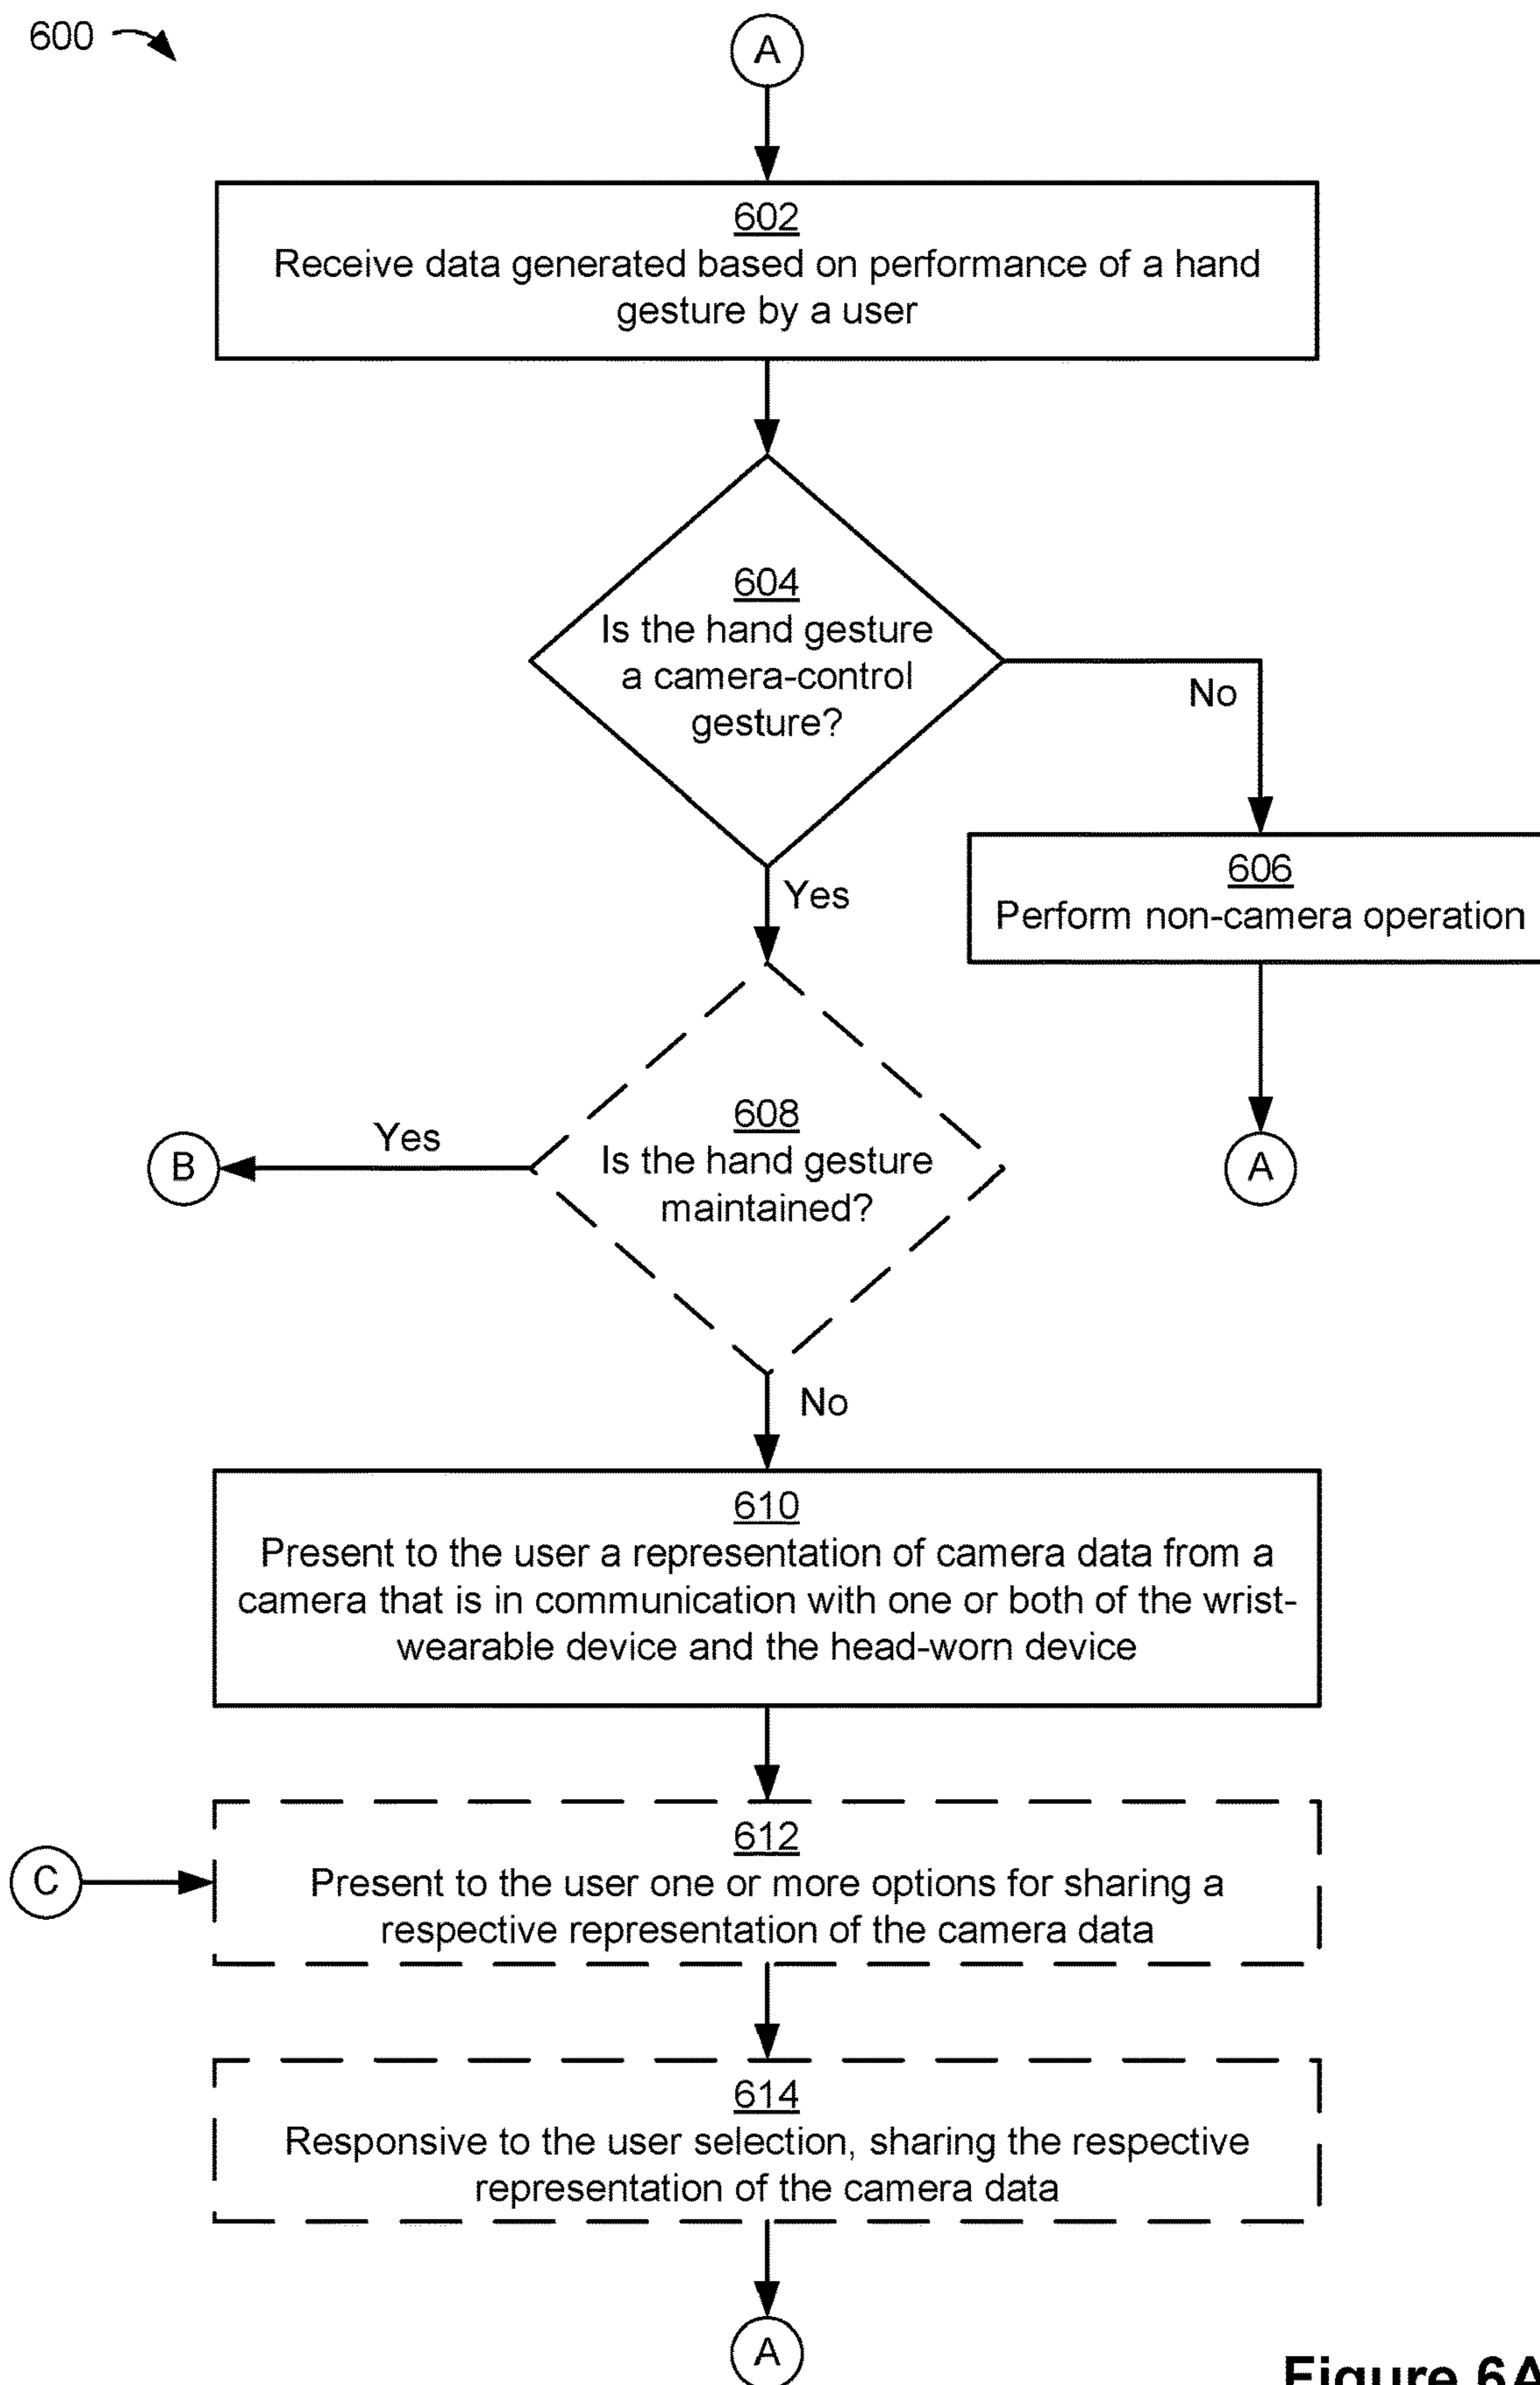 600
A
602
Receive data generated based on performance of a hand
gesture by a user
604
Is the hand gesture
a camera-control
gesture?
No
Yes
606
Perform non-camera operation
608
Is the hand gesture
maintained?
Yes
B
A
No
610
Present to the user a representation of camera data from a
camera that is in communication with one or both of the wrist-
wearable device and the head-worn device
C
612
Present to the user one or more options for sharing a
respective representation of the camera data
614
Responsive to the user selection, sharing the respective
representation of the camera data
A
Figure 6A